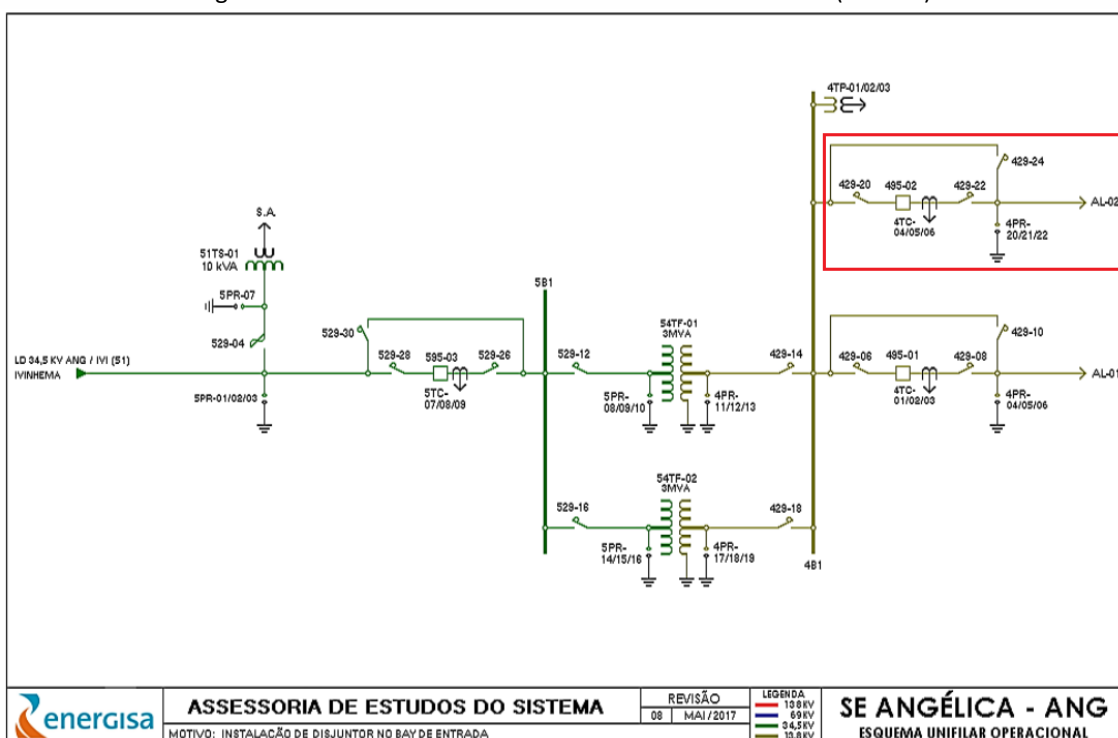 4TP-01/02/03
429-24
429-20
495-02
429-22
AL-02
4TC-
04/05/06
4PR-
20/21/22
S.A.
51TS-01
10 kVA
5PR-07
529-04
LD 34,5 KV ANG / IVI (51)
IVINHEMA
5PR-01/02/03
529-30
529-28
595-03
529-26
5TC-
07/08/09
5B1
529-12
54TF-01
3MVA
5PR-
08/09/10
4PR-
11/12/13
429-14
429-10
429-06
495-01
429-08
AL-01
4TC-
01/02/03
4PR-
04/05/06
529-16
54TF-02
3MVA
5PR-
14/15/16
4PR-
17/18/19
429-18
4B1
energisa
ASSESSORIA DE ESTUDOS DO SISTEMA
MOTIVO: INSTALAÇÃO DE DISJUNTOR NO BAY DE ENTRADA
REVISÃO
08 MAI/2017
LEGENDA
138KV
69KV
34,5KV
13,8KV
SE ANGÉLICA - ANG
ESQUEMA UNIFILAR OPERACIONAL